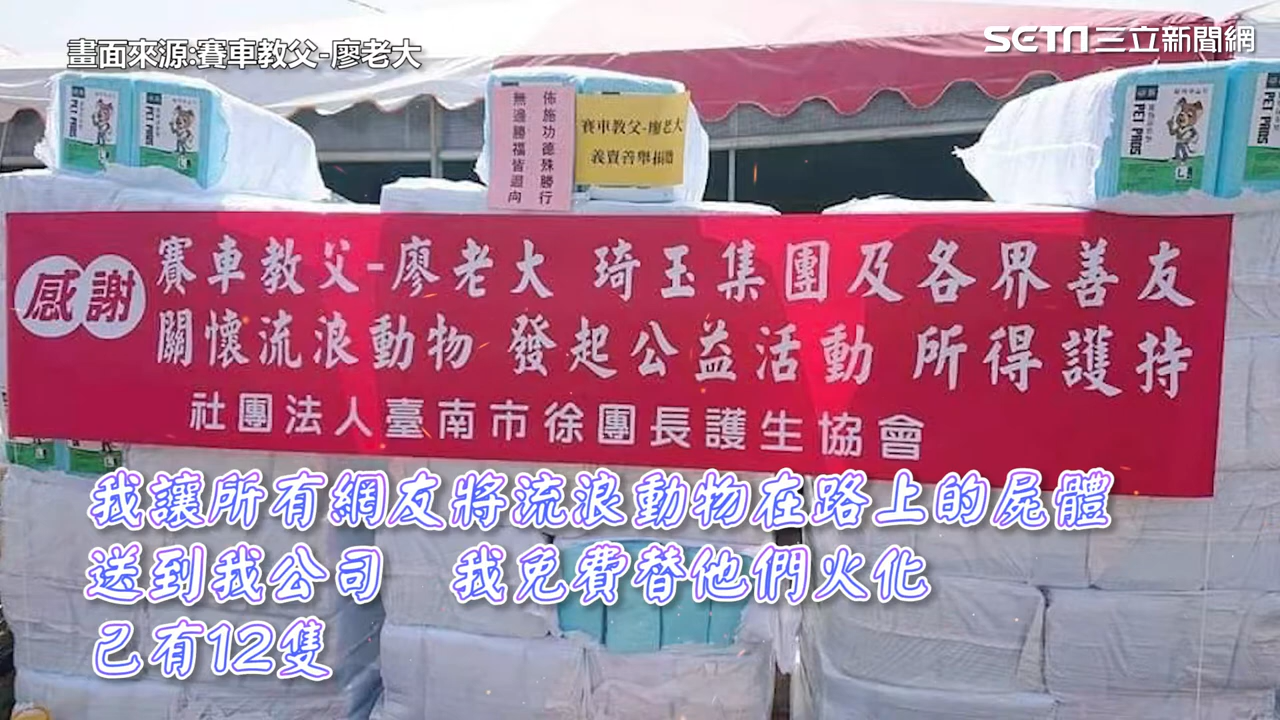 畫面來源:賽車教父-廖老大
SETN三立新聞網
PET PADS
L
佈施功德殊勝行
無邊勝福皆迴向
賽車教父-廖老大
義賣善舉捐贈
PET PADS
L
感謝
賽車教父-廖老大 琦玉集團及各界善友
關懷流浪動物 發起公益活動 所得護持
社團法人臺南市徐團長護生協會
我讓所有網友將流浪動物在路上的屍體
送到我公司 我免費替他們火化
己有12隻